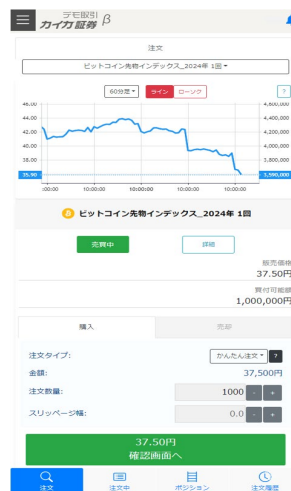 デモ取引
カイカ証券 β
注文
ビットコイン先物インデックス_2024年 1回
60分足 ライン ローソク ?
46.00 4,600,000
44.00 4,400,000
42.00 4,200,000
40.00 4,000,000
38.00 3,800,000
35.90 3,590,000
:00:00 10:00:00 10:00:00 10:00:00 10:00:00
ビットコイン先物インデックス_2024年 1回
売買中 詳細
販売価格
37.50円
買付可能額
1,000,000円
購入 売却
注文タイプ: かんたん注文 ?
金額: 37,500円
注文数量: 1000 - +
スリッページ幅: 0.0 - +
37.50円
確認画面へ
注文 注文中 ポジション 注文履歴